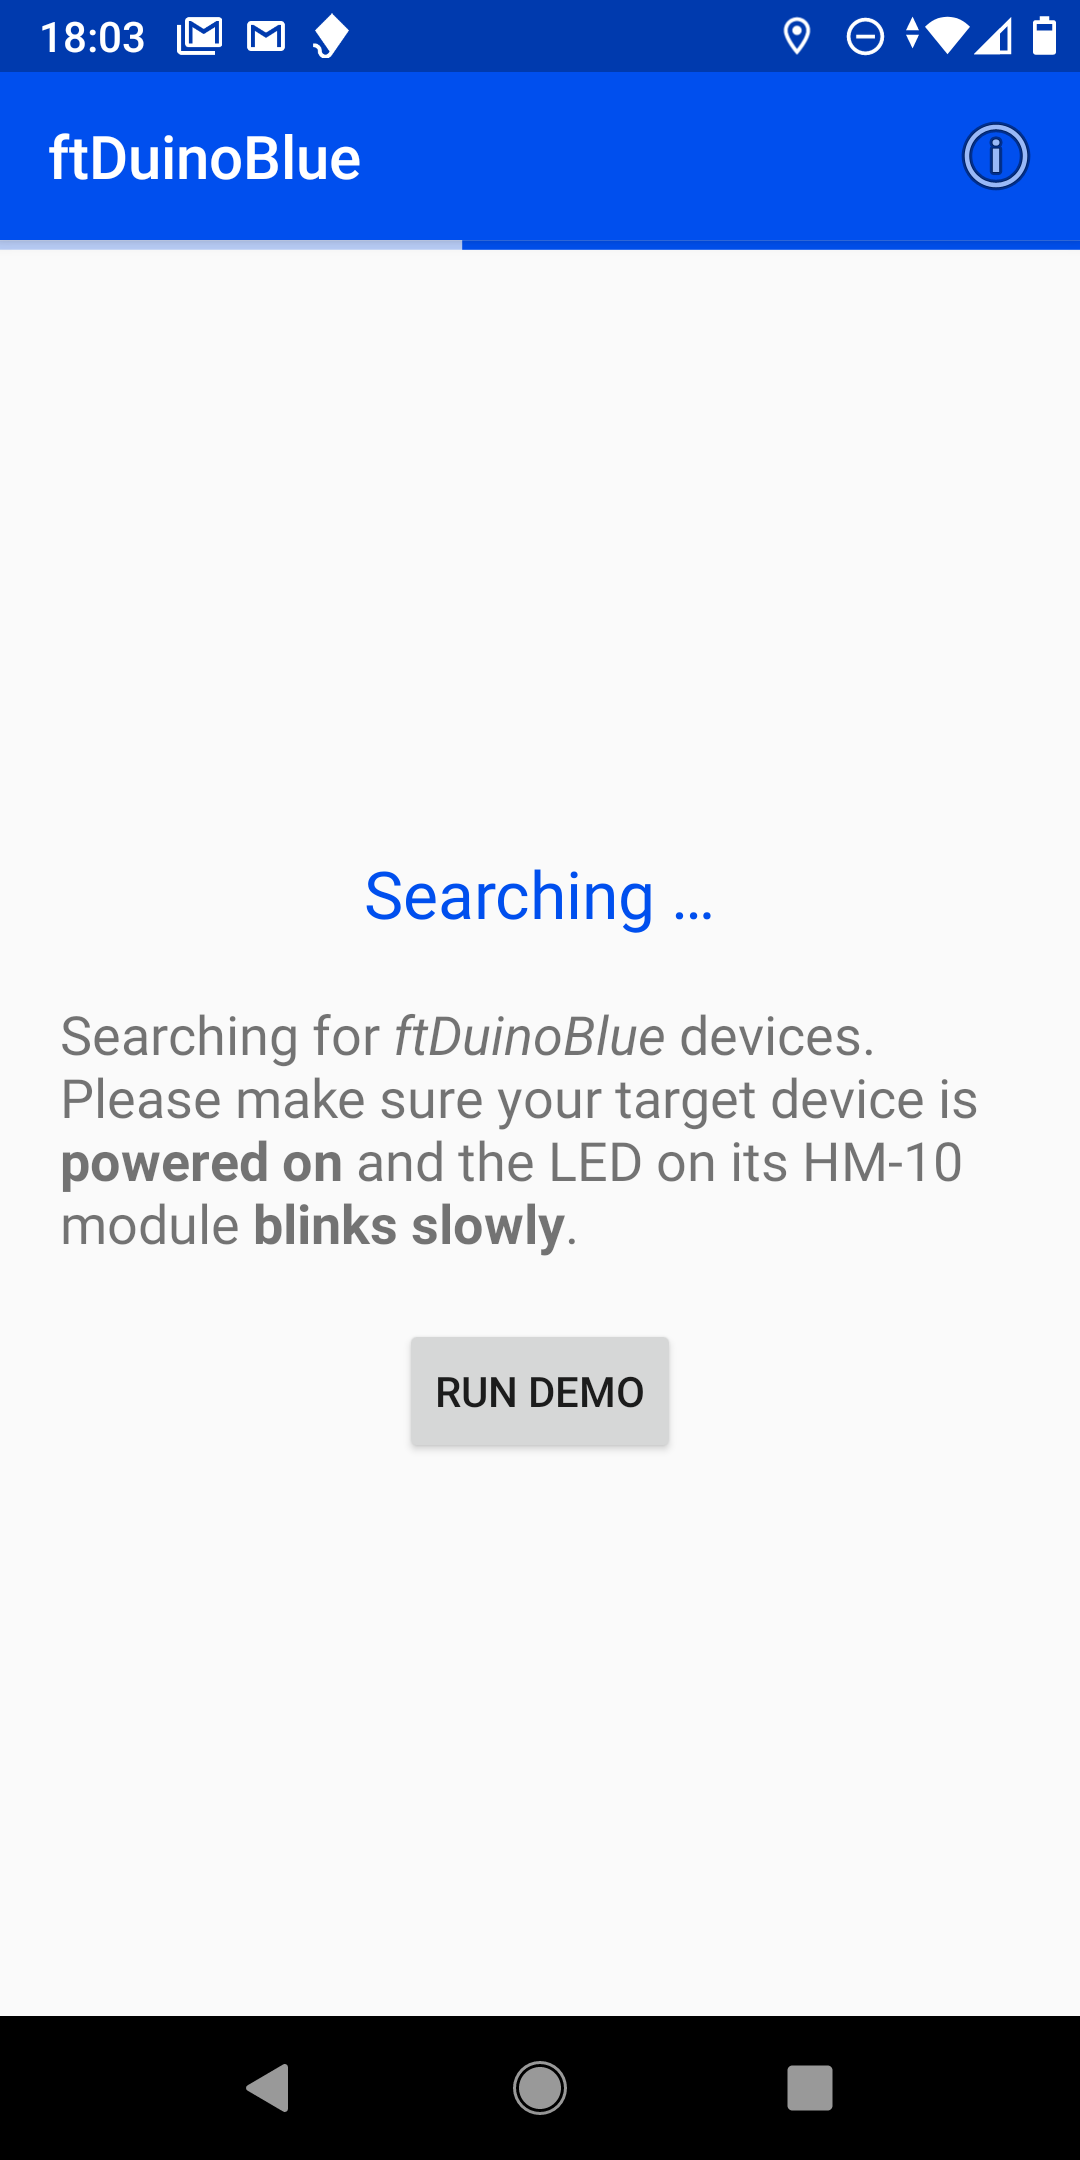 18:03
ftDuinoBlue
Searching ...
Searching for ftDuinoBlue devices.
Please make sure your target device is
powered on and the LED on its HM-10
module blinks slowly.
RUN DEMO